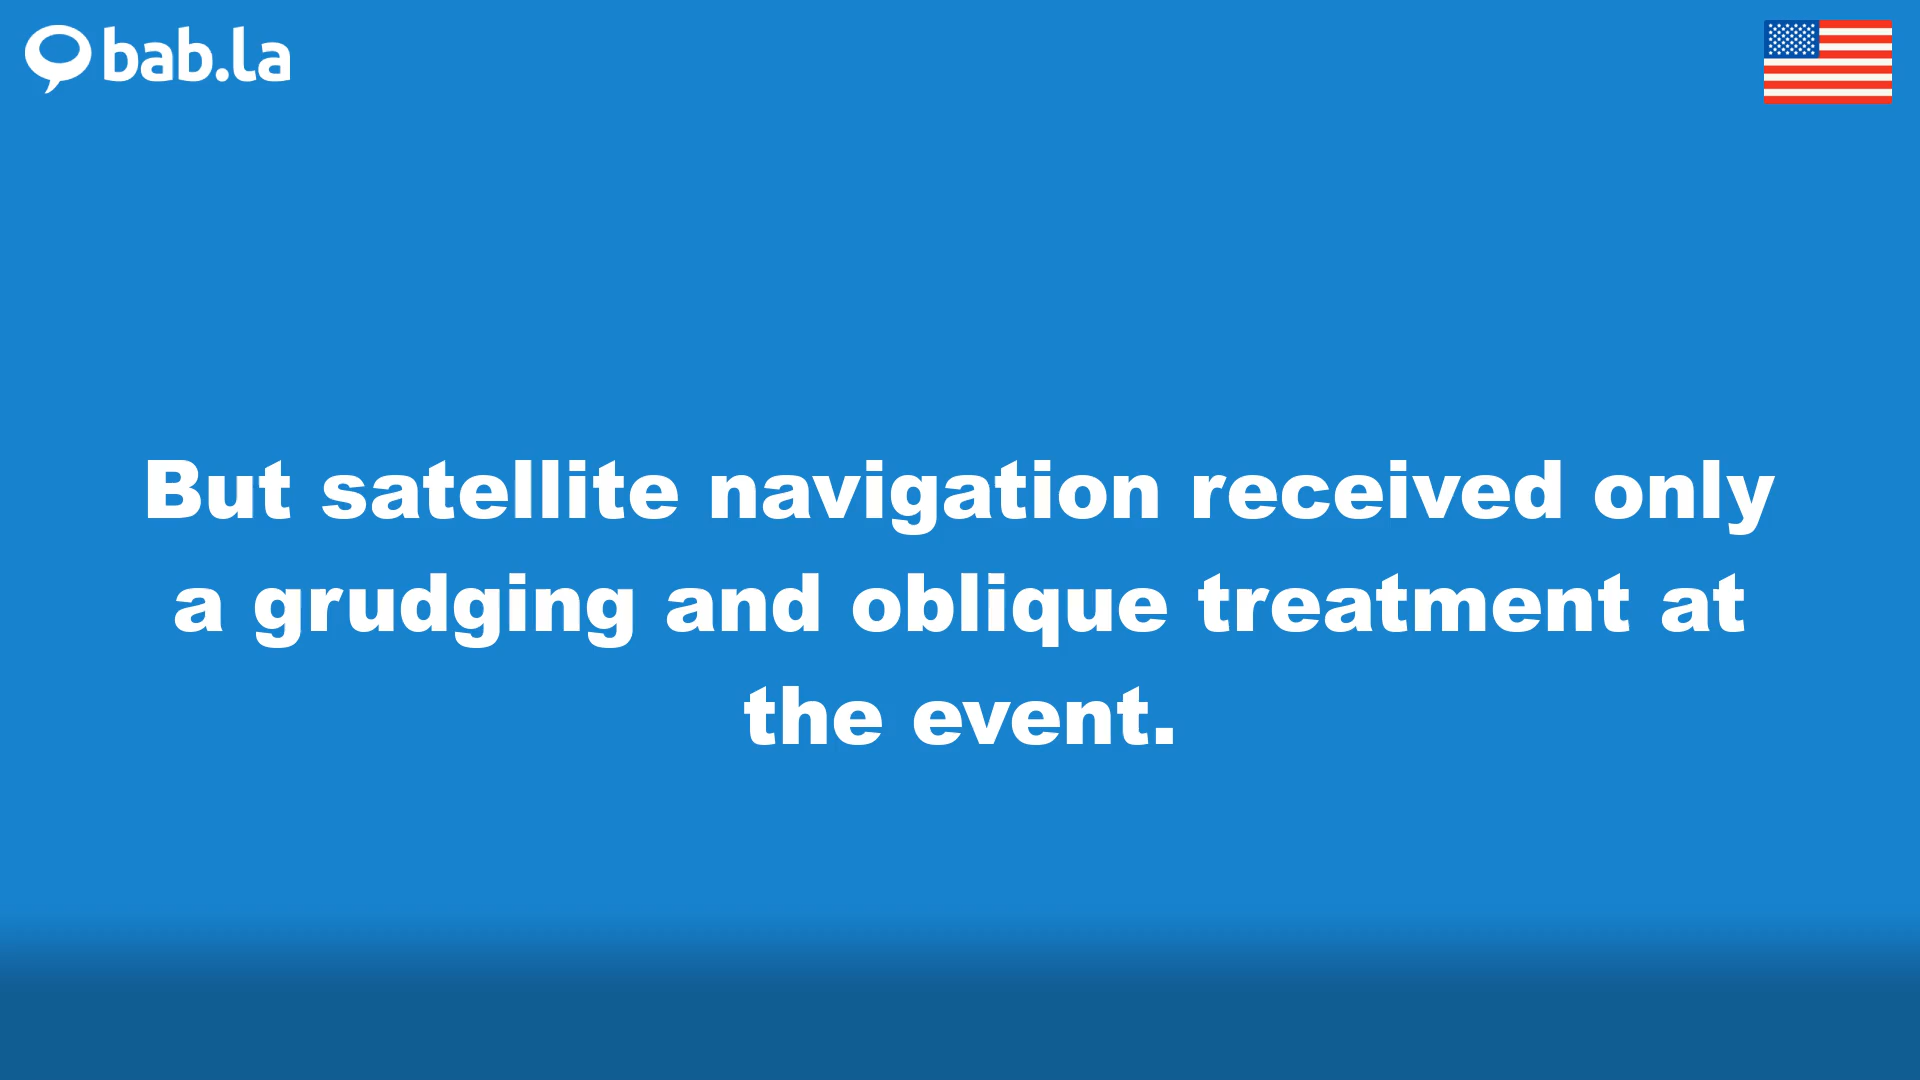 bab.la
But satellite navigation received only
a grudging and oblique treatment at
the event.